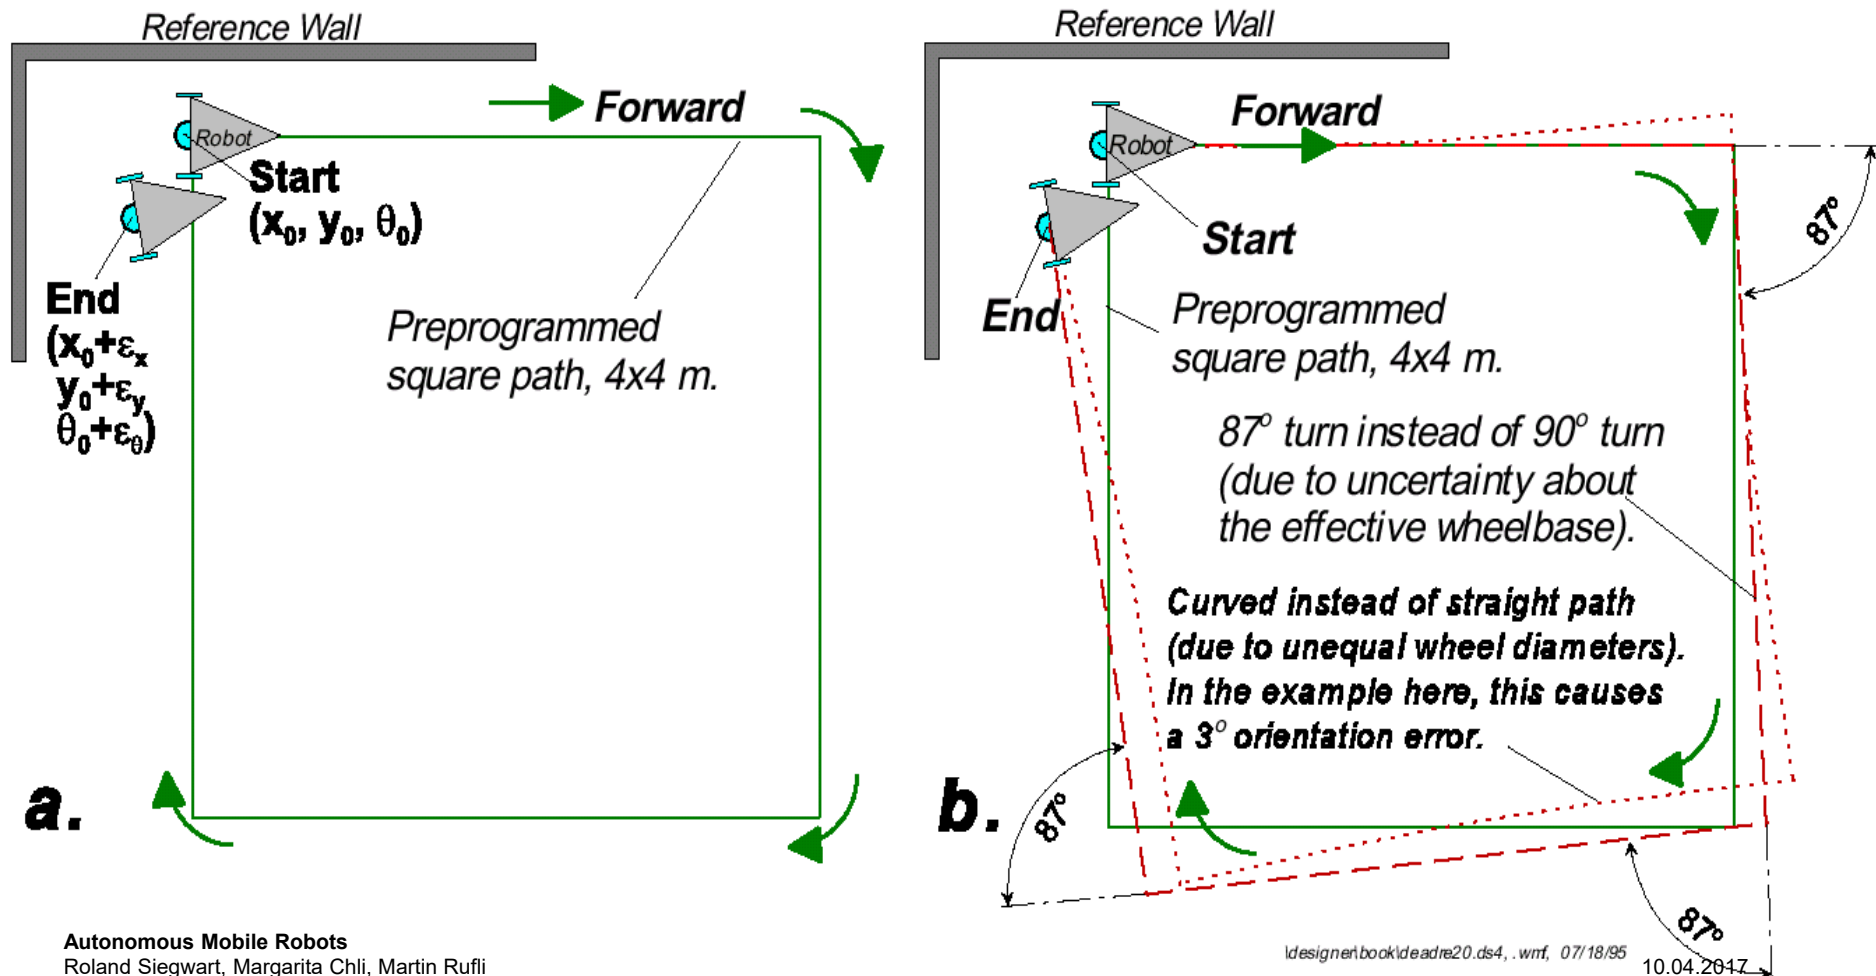 Reference Wall
Forward
Robot
Start
(x0, y0, θ0)
End
(x0+εx
y0+εy
θ0+εθ)
Preprogrammed
square path, 4x4 m.
a.
Reference Wall
Forward
Robot
Start
End
87°
Preprogrammed
square path, 4x4 m.
87° turn instead of 90° turn
(due to uncertainty about
the effective wheelbase).
Curved instead of straight path
(due to unequal wheel diameters).
In the example here, this causes
a 3° orientation error.
87°
b.
87°
Autonomous Mobile Robots
Roland Siegwart, Margarita Chli, Martin Rufli
\designer\book\deadre20.ds4, .wmf, 07/18/95
10.04.2017